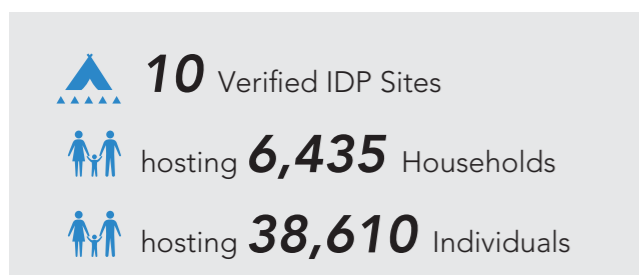 10 Verified IDP Sites
hosting 6,435 Households
hosting 38,610 Individuals